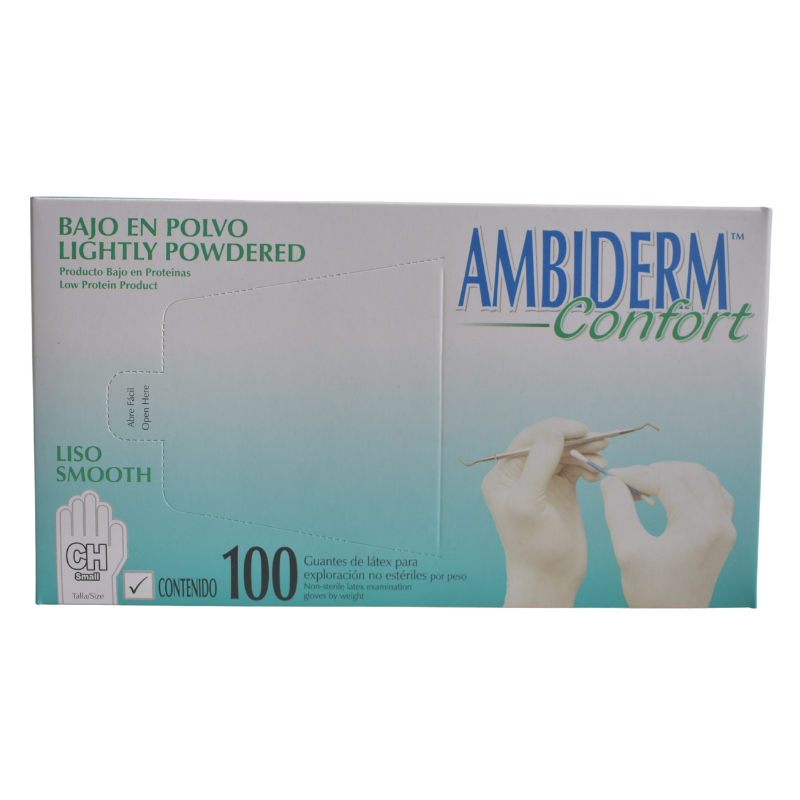 BAJO EN POLVO
LIGHTLY POWDERED
Producto Bajo en Proteinas
Low Protein Product
AMBIDERM™
Confort
Abre Fácil
Open Here
LISO
SMOOTH
CH
Small
Talla/Size
CONTENIDO 100
Guantes de látex para
exploración no estériles por peso
Non-sterile latex examination
gloves by weight